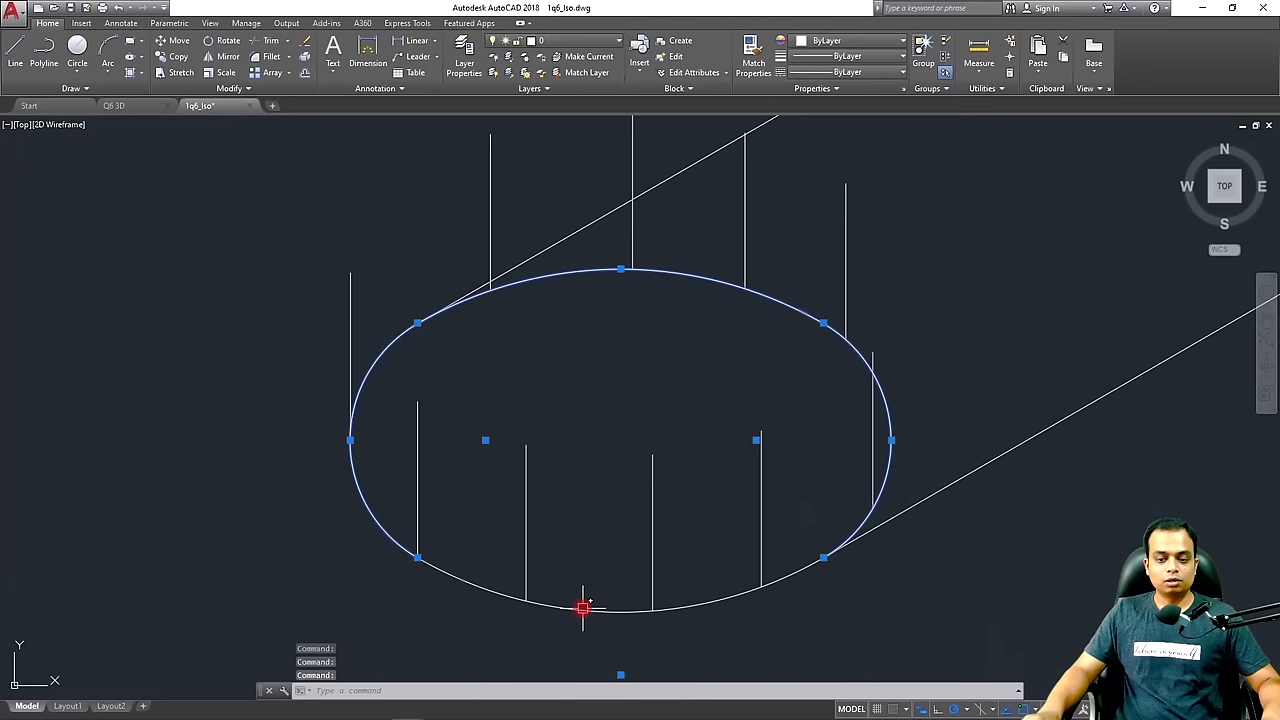 Autodesk AutoCAD 2018   1q6_Iso.dwg
Type a keyword or phrase
Sign In
Home Insert Annotate Parametric View Manage Output Add-ins A360 Express Tools Featured Apps
Line Polyline Circle Arc
Move Rotate Trim
Copy Mirror Fillet
Stretch Scale Array
Text Dimension
Linear
Leader
Table
Layer Properties
0
Make Current
Match Layer
Insert
Create
Edit
Edit Attributes
Match Properties
ByLayer
ByLayer
ByLayer
Group
Measure
Paste
Base
Draw Modify Annotation Layers Block Properties Groups Utilities Clipboard View
Start Q6 3D 1q6_Iso*
[−][Top][2D Wireframe]
N
W TOP E
S
WCS
Y
X
Command:
Command:
Command:
Type a command
Model Layout1 Layout2 +
MODEL